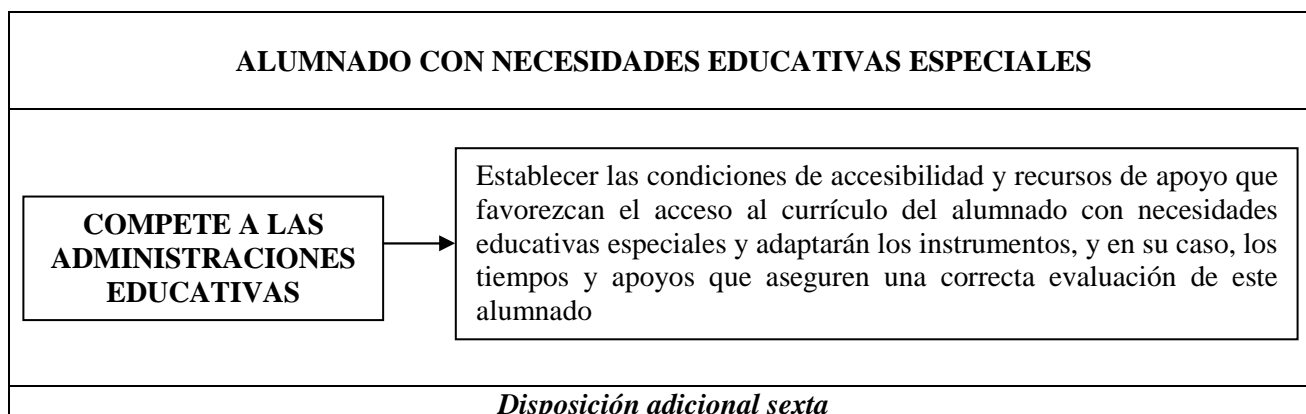 ALUMNADO CON NECESIDADES EDUCATIVAS ESPECIALES
COMPETE A LAS
ADMINISTRACIONES
EDUCATIVAS
Establecer las condiciones de accesibilidad y recursos de apoyo que
favorezcan el acceso al currículo del alumnado con necesidades
educativas especiales y adaptarán los instrumentos, y en su caso, los
tiempos y apoyos que aseguren una correcta evaluación de este
alumnado
Disposición adicional sexta